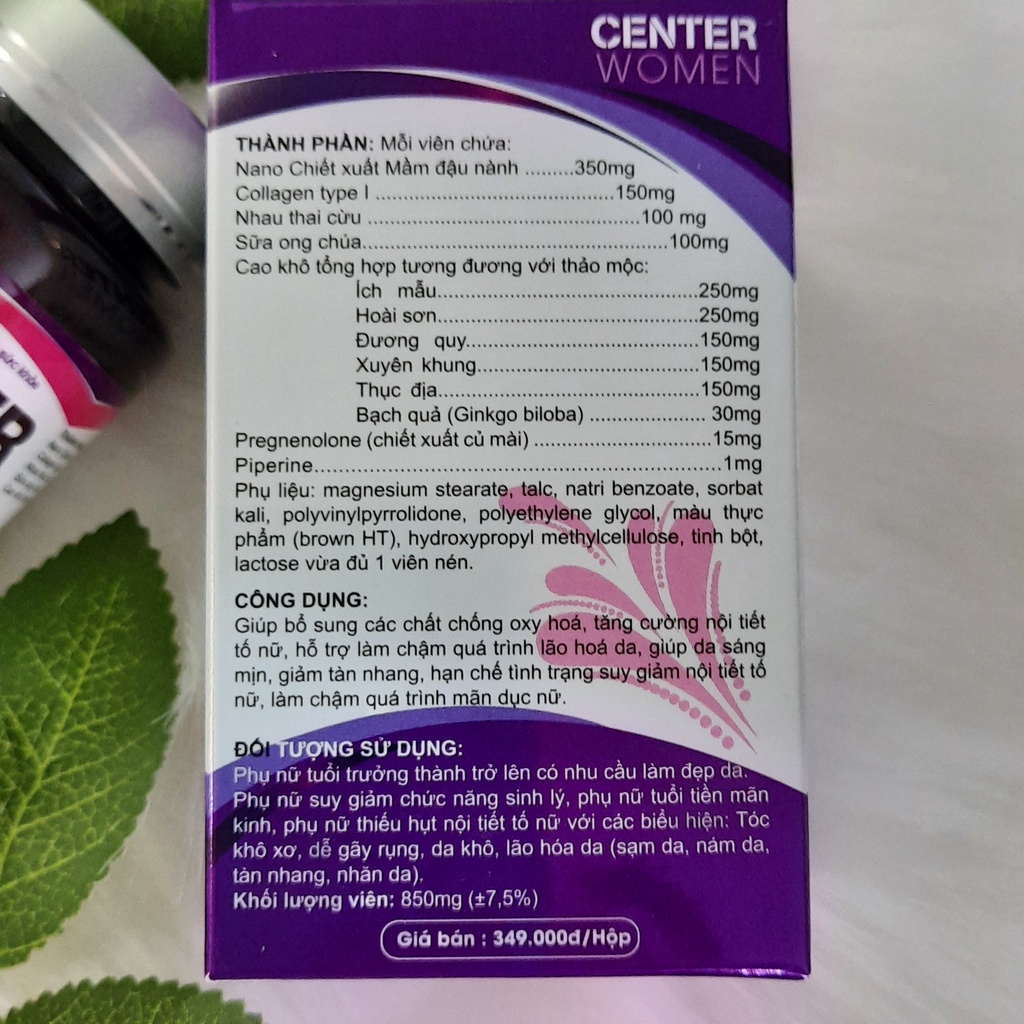 CENTER
WOMEN
THÀNH PHẦN: Mỗi viên chứa:
Nano Chiết xuất Mầm đậu nành .........350mg
Collagen type I .......................................150mg
Nhau thai cừu ............................................100 mg
Sữa ong chúa.................................................100mg
Cao khô tổng hợp tương đương với thảo mộc:
Ích mẫu..........................................250mg
Hoài sơn..........................................250mg
Đương quy.....................................150mg
Xuyên khung....................................150mg
Thục địa..........................................150mg
Bạch quả (Ginkgo biloba) ................... 30mg
Pregnenolone (chiết xuất củ mài) .............................15mg
Piperine..................................................................1mg
Phụ liệu: magnesium stearate, talc, natri benzoate, sorbat
kali, polyvinylpyrrolidone, polyethylene glycol, màu thực
phẩm (brown HT), hydroxypropyl methylcellulose, tinh bột,
lactose vừa đủ 1 viên nén.
CÔNG DỤNG:
Giúp bổ sung các chất chống oxy hoá, tăng cường nội tiết
tố nữ, hỗ trợ làm chậm quá trình lão hoá da, giúp da sáng
mịn, giảm tàn nhang, hạn chế tình trạng suy giảm nội tiết tố
nữ, làm chậm quá trình mãn dục nữ.
ĐỐI TƯỢNG SỬ DỤNG:
Phụ nữ tuổi trưởng thành trở lên có nhu cầu làm đẹp da.
Phụ nữ suy giảm chức năng sinh lý, phụ nữ tuổi tiền mãn
kinh, phụ nữ thiếu hụt nội tiết tố nữ với các biểu hiện: Tóc
khô xơ, dễ gãy rụng, da khô, lão hóa da (sạm da, nám da,
tàn nhang, nhăn da).
Khối lượng viên: 850mg (±7,5%)
Giá bán : 349.000đ/Hộp